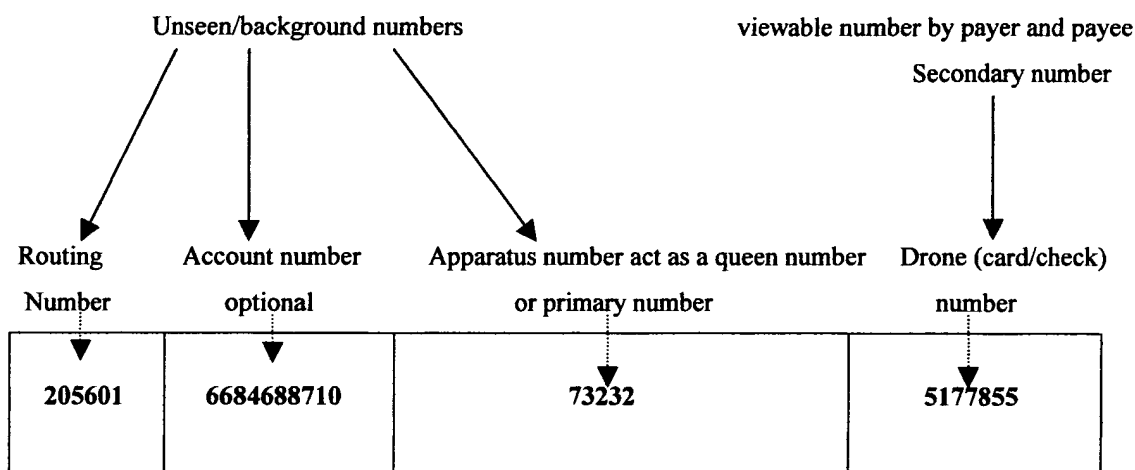 Unseen/background numbers viewable number by payer and payee
Secondary number
Routing Account number Apparatus number act as a queen number Drone (card/check)
Number optional or primary number number
205601 6684688710 73232 5177855